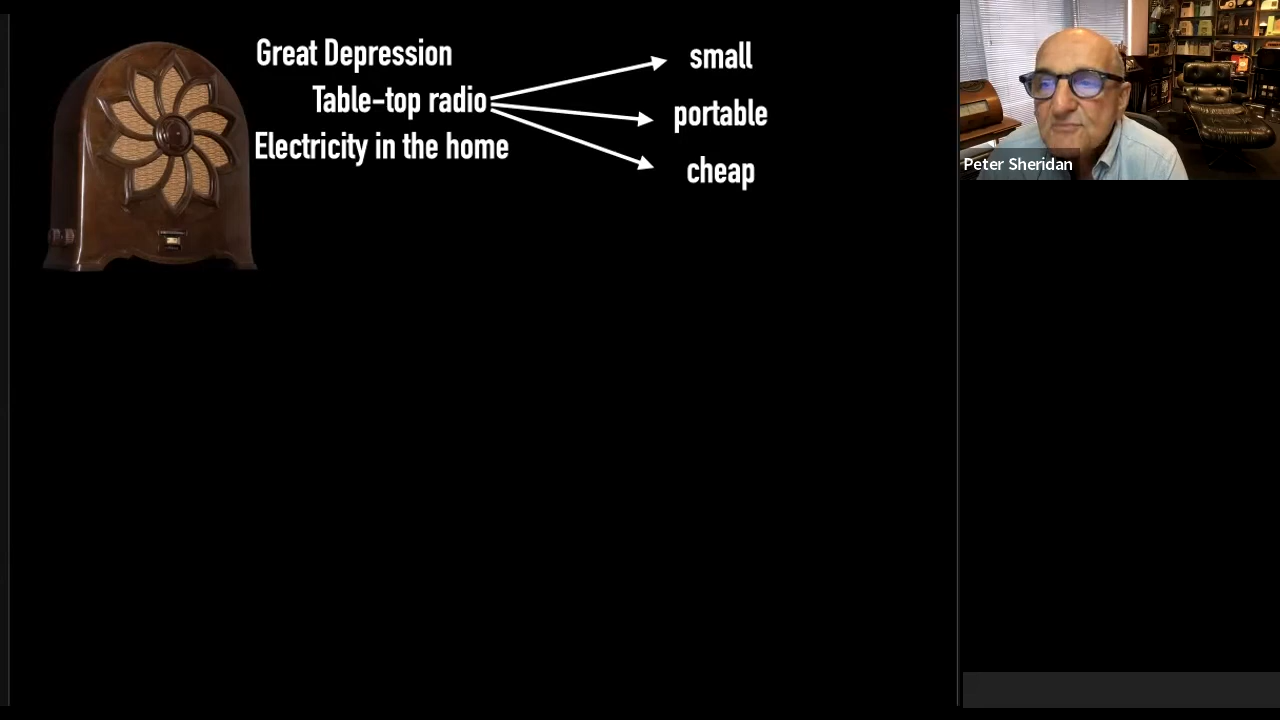 Great Depression
Table-top radio
Electricity in the home
small
portable
cheap
Peter Sheridan